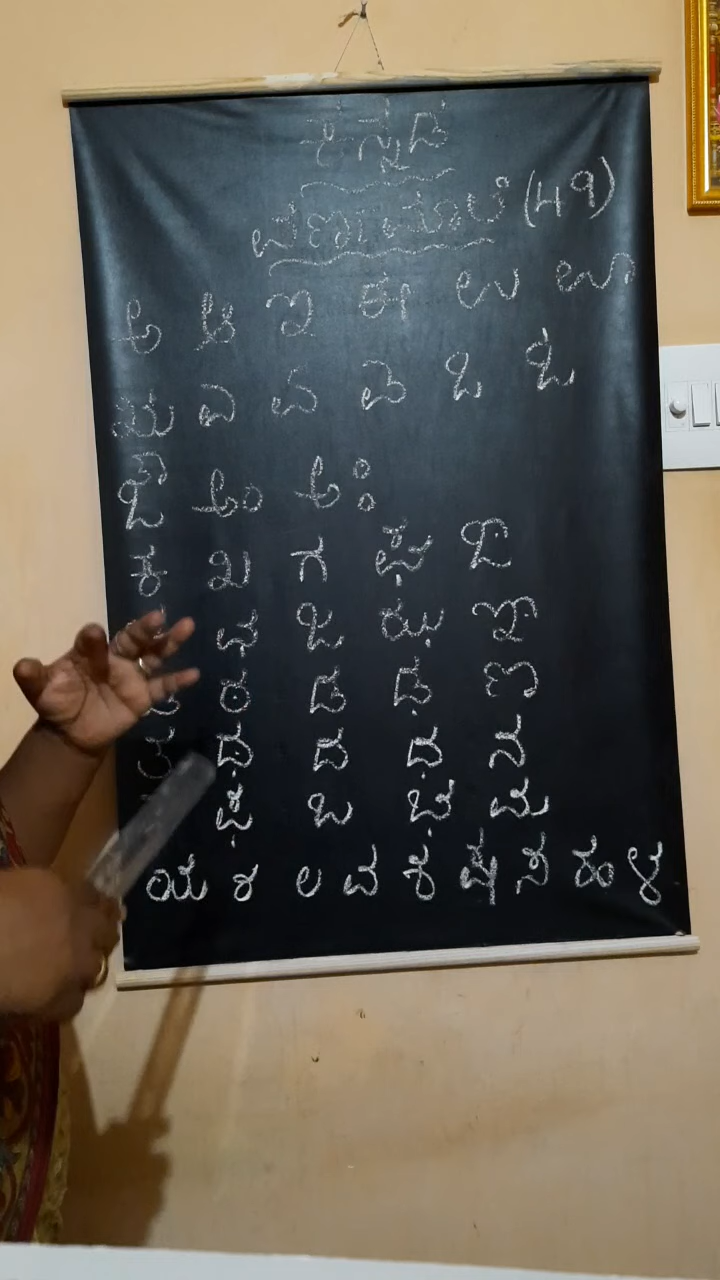 ಕನ್ನಡ
ವರ್ಣಮಾಲೆ (49)
ಅ ಆ ಇ ಈ ಉ ಊ
ಋ ಎ ಏ ಐ ಒ ಓ
ಔ ಅಂ ಅಃ
ಕ ಖ ಗ ಘ ಙ
ಛ ಜ ಝ ಞ
ಠ ಡ ಢ ಣ
ತ ಥ ದ ಧ ನ
ಫ ಬ ಭ ಮ
ಯ ರ ಲ ವ ಶ ಷ ಸ ಹ ಳ